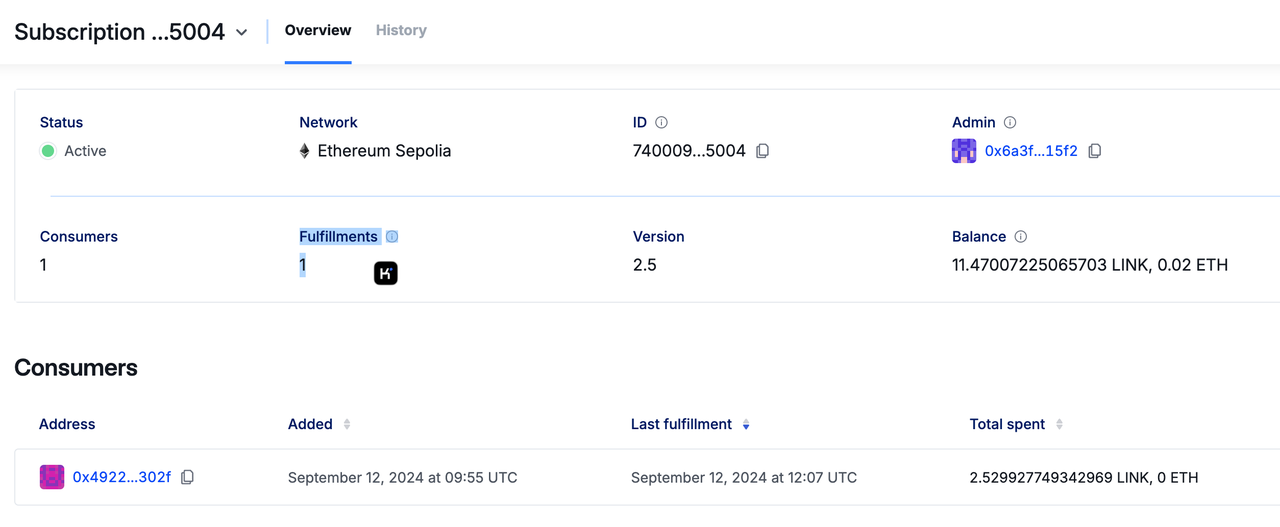 Subscription ...5004 Overview History
Status Network ID Admin
Active Ethereum Sepolia 740009...5004 0x6a3f...15f2
Consumers Fulfillments Version Balance
1 1 2.5 11.47007225065703 LINK, 0.02 ETH
K
Consumers
Address Added Last fulfillment Total spent
0x4922...302f September 12, 2024 at 09:55 UTC September 12, 2024 at 12:07 UTC 2.529927749342969 LINK, 0 ETH